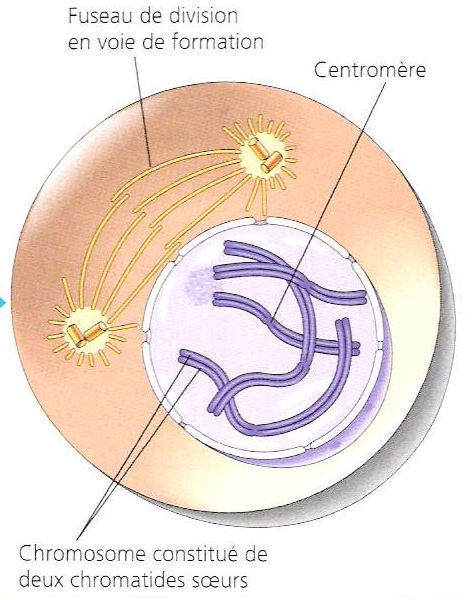 Fuseau de division
en voie de formation
Centromère
Chromosome constitué de
deux chromatides sœurs